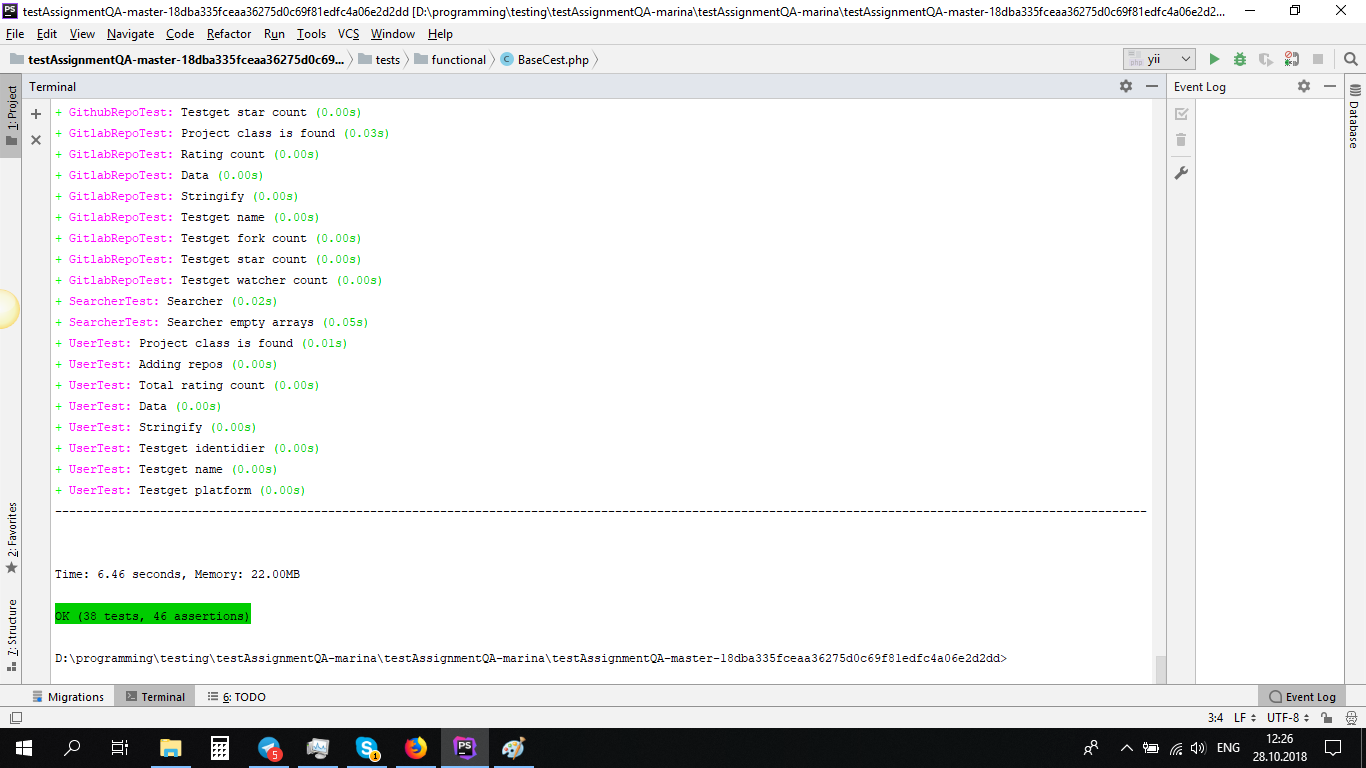 testAssignmentQA-master-18dba335fceaa36275d0c69f81edfc4a06e2d2dd [D:\programming\testing\testAssignmentQA-marina\testAssignmentQA-marina\testAssignmentQA-master-18dba335fceaa36275d0c69f81edfc4a06e2d2...
File Edit View Navigate Code Refactor Run Tools VCS Window Help
testAssignmentQA-master-18dba335fceaa36275d0c69... tests functional BaseCest.php yii
Terminal
Event Log
1: Project
2: Favorites
7: Structure
Database
+ GithubRepoTest: Testget star count (0.00s)
+ GitlabRepoTest: Project class is found (0.03s)
+ GitlabRepoTest: Rating count (0.00s)
+ GitlabRepoTest: Data (0.00s)
+ GitlabRepoTest: Stringify (0.00s)
+ GitlabRepoTest: Testget name (0.00s)
+ GitlabRepoTest: Testget fork count (0.00s)
+ GitlabRepoTest: Testget star count (0.00s)
+ GitlabRepoTest: Testget watcher count (0.00s)
+ SearcherTest: Searcher (0.02s)
+ SearcherTest: Searcher empty arrays (0.05s)
+ UserTest: Project class is found (0.01s)
+ UserTest: Adding repos (0.00s)
+ UserTest: Total rating count (0.00s)
+ UserTest: Data (0.00s)
+ UserTest: Stringify (0.00s)
+ UserTest: Testget identidier (0.00s)
+ UserTest: Testget name (0.00s)
+ UserTest: Testget platform (0.00s)
Time: 6.46 seconds, Memory: 22.00MB
OK (38 tests, 46 assertions)
D:\programming\testing\testAssignmentQA-marina\testAssignmentQA-marina\testAssignmentQA-master-18dba335fceaa36275d0c69f81edfc4a06e2d2dd>
Migrations Terminal 6: TODO Event Log
3:4 LF UTF-8
5 1 PS ENG 12:26
28.10.2018